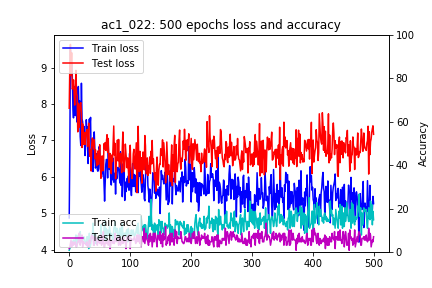 ac1_022: 500 epochs loss and accuracy
Train loss
Test loss
Train acc
Test acc
Loss
Accuracy
9
8
7
6
5
4
100
80
60
40
20
0
0 100 200 300 400 500